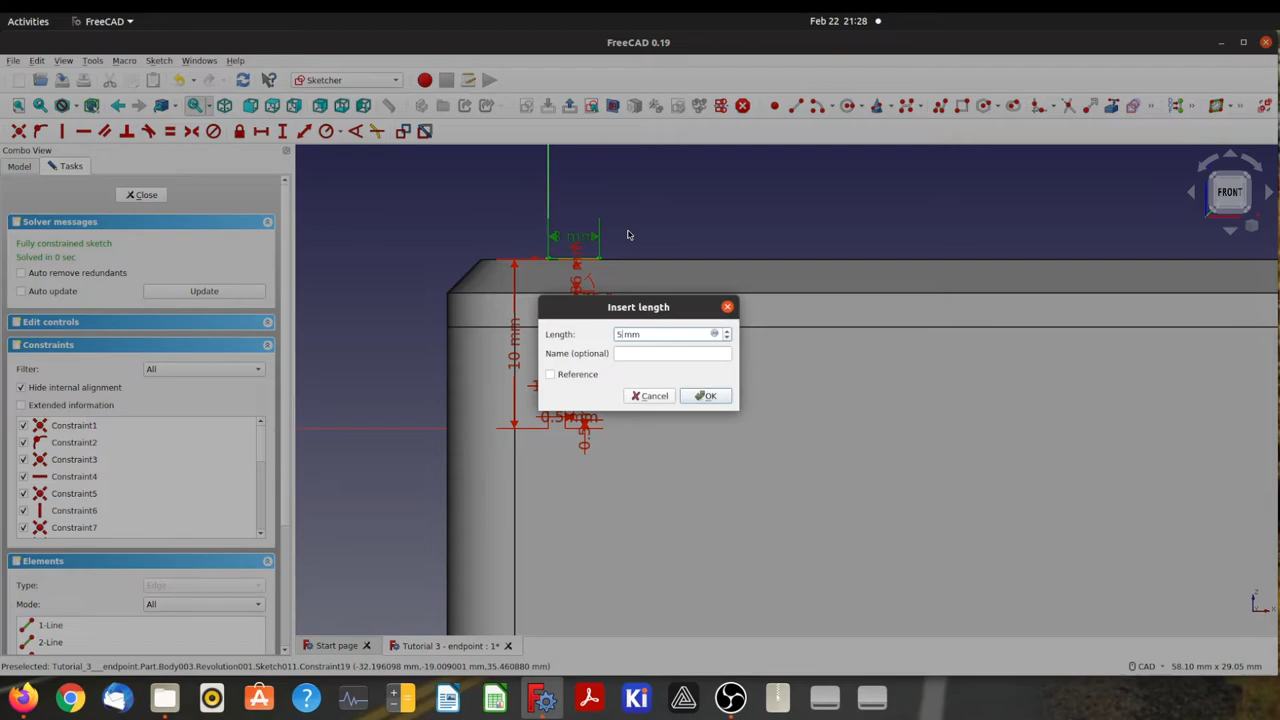 Activities
FreeCAD
Feb 22 21:28
FreeCAD 0.19
File Edit View Tools Macro Sketch Windows Help
Sketcher
Combo View
Model Tasks
Close
Solver messages
Fully constrained sketch
Solved in 0 sec
Auto remove redundants
Auto update
Update
Edit controls
Constraints
Filter: All
Hide internal alignment
Extended information
Constraint1
Constraint2
Constraint3
Constraint4
Constraint5
Constraint6
Constraint7
Elements
Type: Edge
Mode: All
1-Line
2-Line
FRONT
mm
10 mm
0.5 mm
Insert length
Length: 5 mm
Name (optional)
Reference
Cancel OK
Start page
Tutorial 3 - endpoint : 1*
Preselected: Tutorial_3___endpoint.Part.Body003.Revolution001.Sketch011.Constraint19 (-32.196098 mm,-19.009001 mm,35.460880 mm)
CAD
58.10 mm x 29.05 mm
Ki